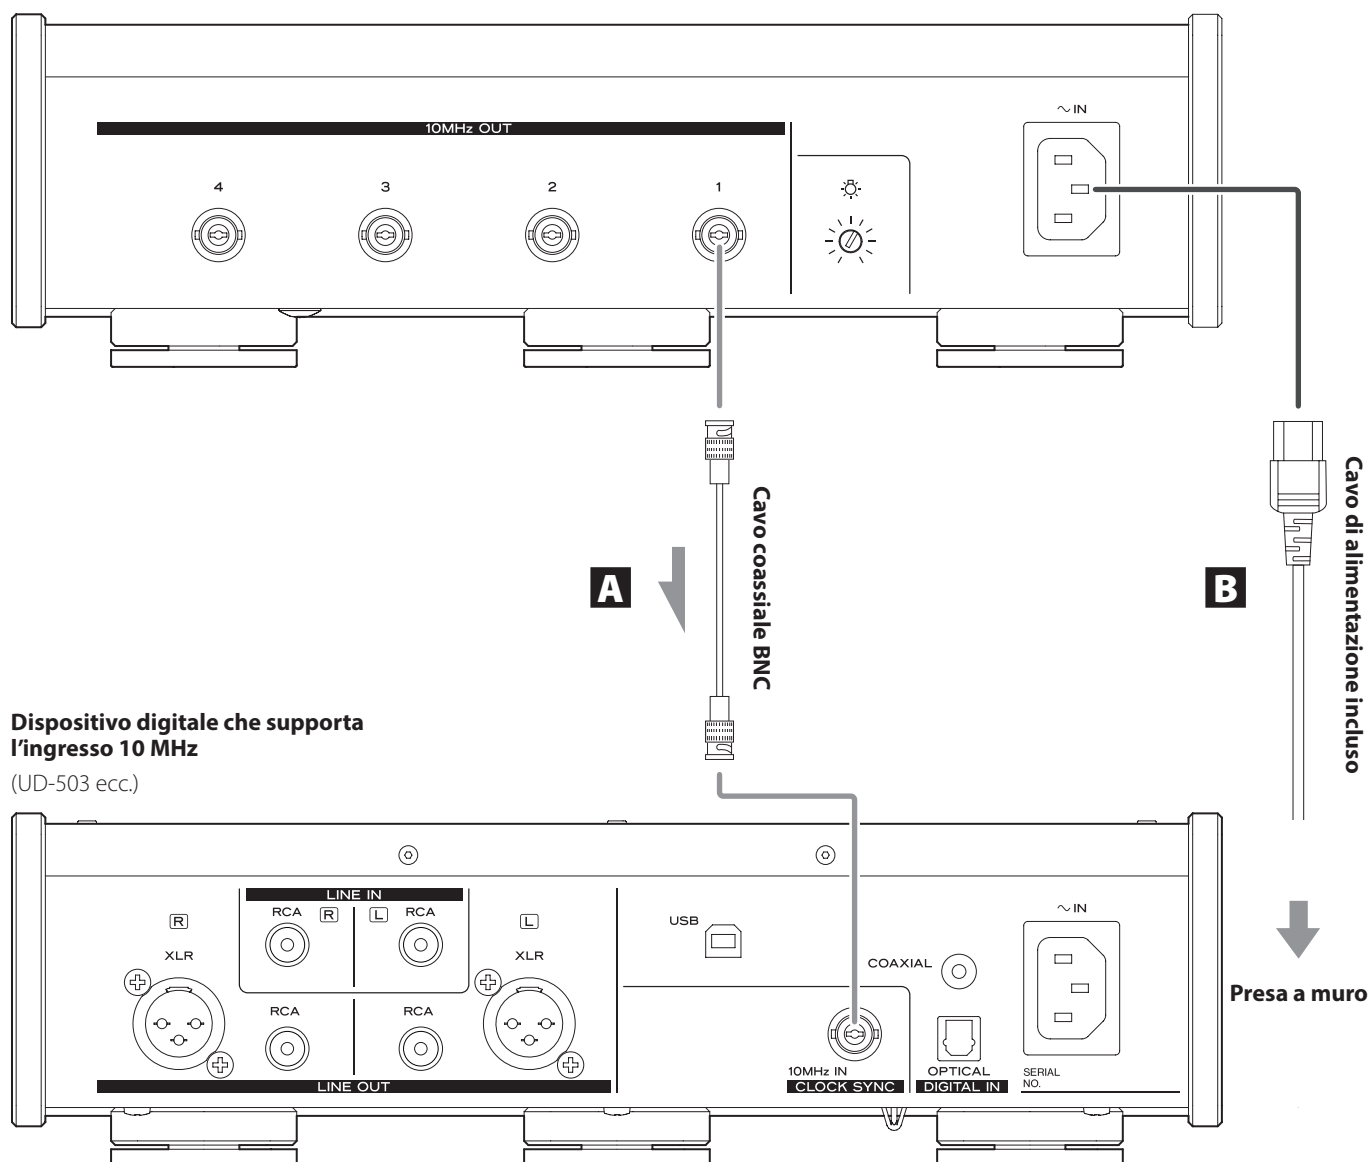 ∼ IN
10MHz OUT
4
3
2
1
A
Cavo coassiale BNC
B
Cavo di alimentazione incluso
Dispositivo digitale che supporta
l’ingresso 10 MHz
(UD-503 ecc.)
LINE IN
RCA
R
L
RCA
R
L
XLR
XLR
RCA
RCA
LINE OUT
USB
COAXIAL
10MHz IN
CLOCK SYNC
OPTICAL
DIGITAL IN
∼ IN
SERIAL
NO.
Presa a muro